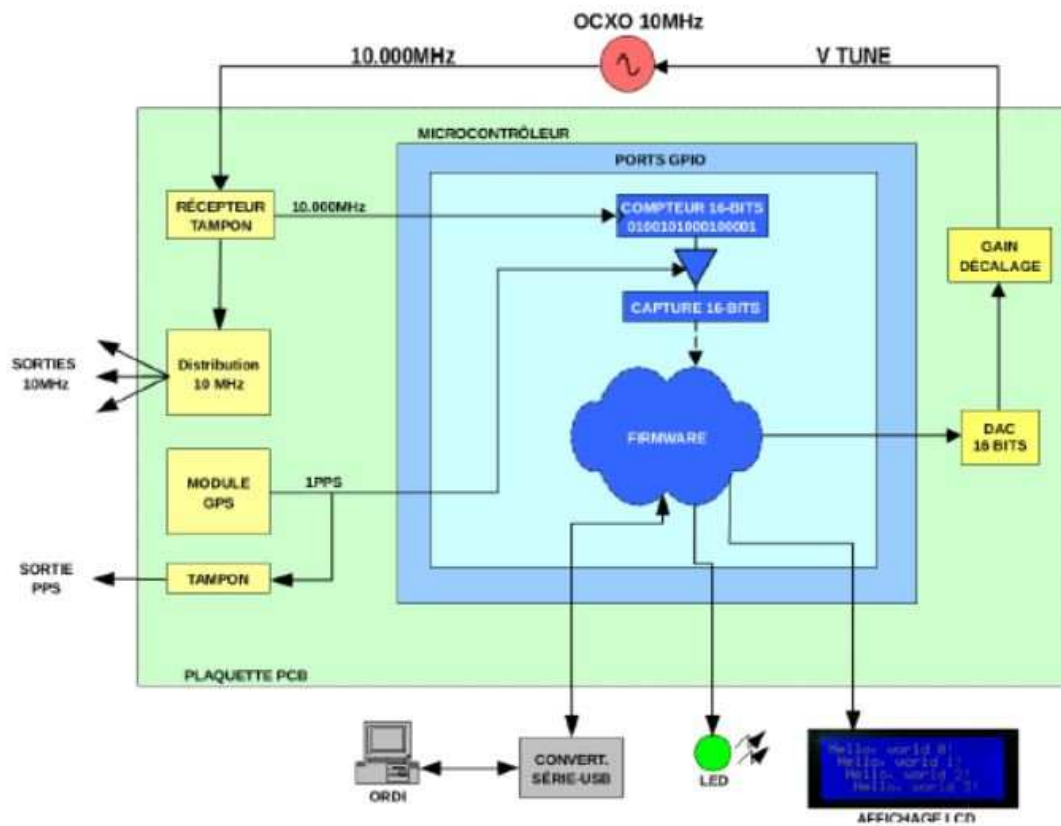 OCXO 10MHz
10.000MHz
V TUNE
MICROCONTRÔLEUR
PORTS GPIO
RÉCEPTEUR
TAMPON
10.000MHz
COMPTEUR 16-BITS
0100101000100001
GAIN
DÉCALAGE
CAPTURE 16-BITS
SORTIES
10MHz
Distribution
10 MHz
FIRMWARE
DAC
16 BITS
MODULE
GPS
1PPS
SORTIE
PPS
TAMPON
PLAQUETTE PCB
ORDI
CONVERT.
SÉRIE-USB
LED
Hello, world 0!
Hello, world 1!
Hello, world 2!
Hello, world 3!
AFFICHAGE LCD